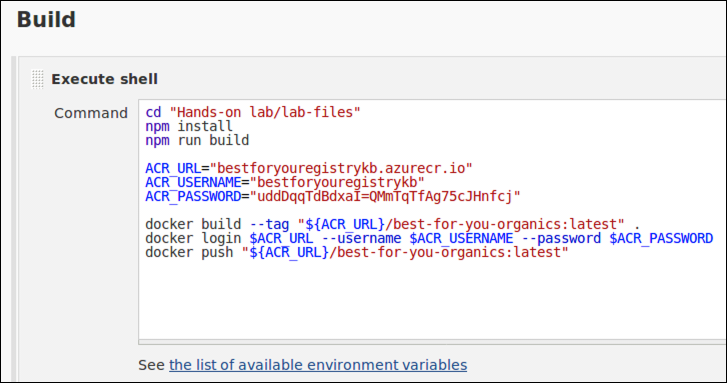 Build
Execute shell
Command
cd "Hands-on lab/lab-files"
npm install
npm run build
ACR_URL="bestforyouregistrykb.azurecr.io"
ACR_USERNAME="bestforyouregistrykb"
ACR_PASSWORD="uddDqqTdBdxaI=QMmTqTfAg75cJHnfcj"
docker build --tag "${ACR_URL}/best-for-you-organics:latest" .
docker login $ACR_URL --username $ACR_USERNAME --password $ACR_PASSWORD
docker push "${ACR_URL}/best-for-you-organics:latest"
See the list of available environment variables